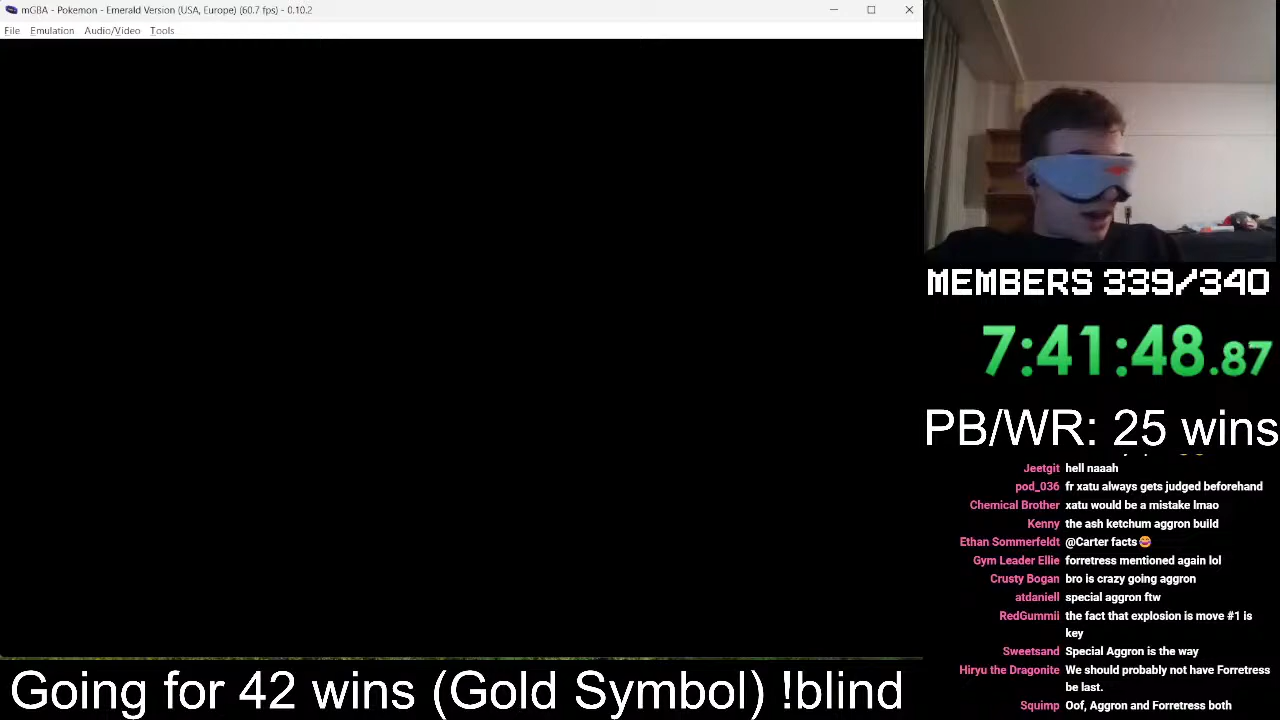 mGBA - Pokemon - Emerald Version (USA, Europe) (60.7 fps) - 0.10.2
File Emulation Audio/Video Tools
MEMBERS 339/340
7:41:48.87
PB/WR: 25 wins
Jeetgit hell naaah
pod_036 fr xatu always gets judged beforehand
Chemical Brother xatu would be a mistake lmao
Kenny the ash ketchum aggron build
Ethan Sommerfeldt @Carter facts😄
Gym Leader Ellie forretress mentioned again lol
Crusty Bogan bro is crazy going aggron
atdaniell special aggron ftw
RedGummii the fact that explosion is move #1 is
key
Sweetsand Special Aggron is the way
Hiryu the Dragonite We should probably not have Forretress
be last.
Squimp Oof, Aggron and Forretress both
Going for 42 wins (Gold Symbol) !blind